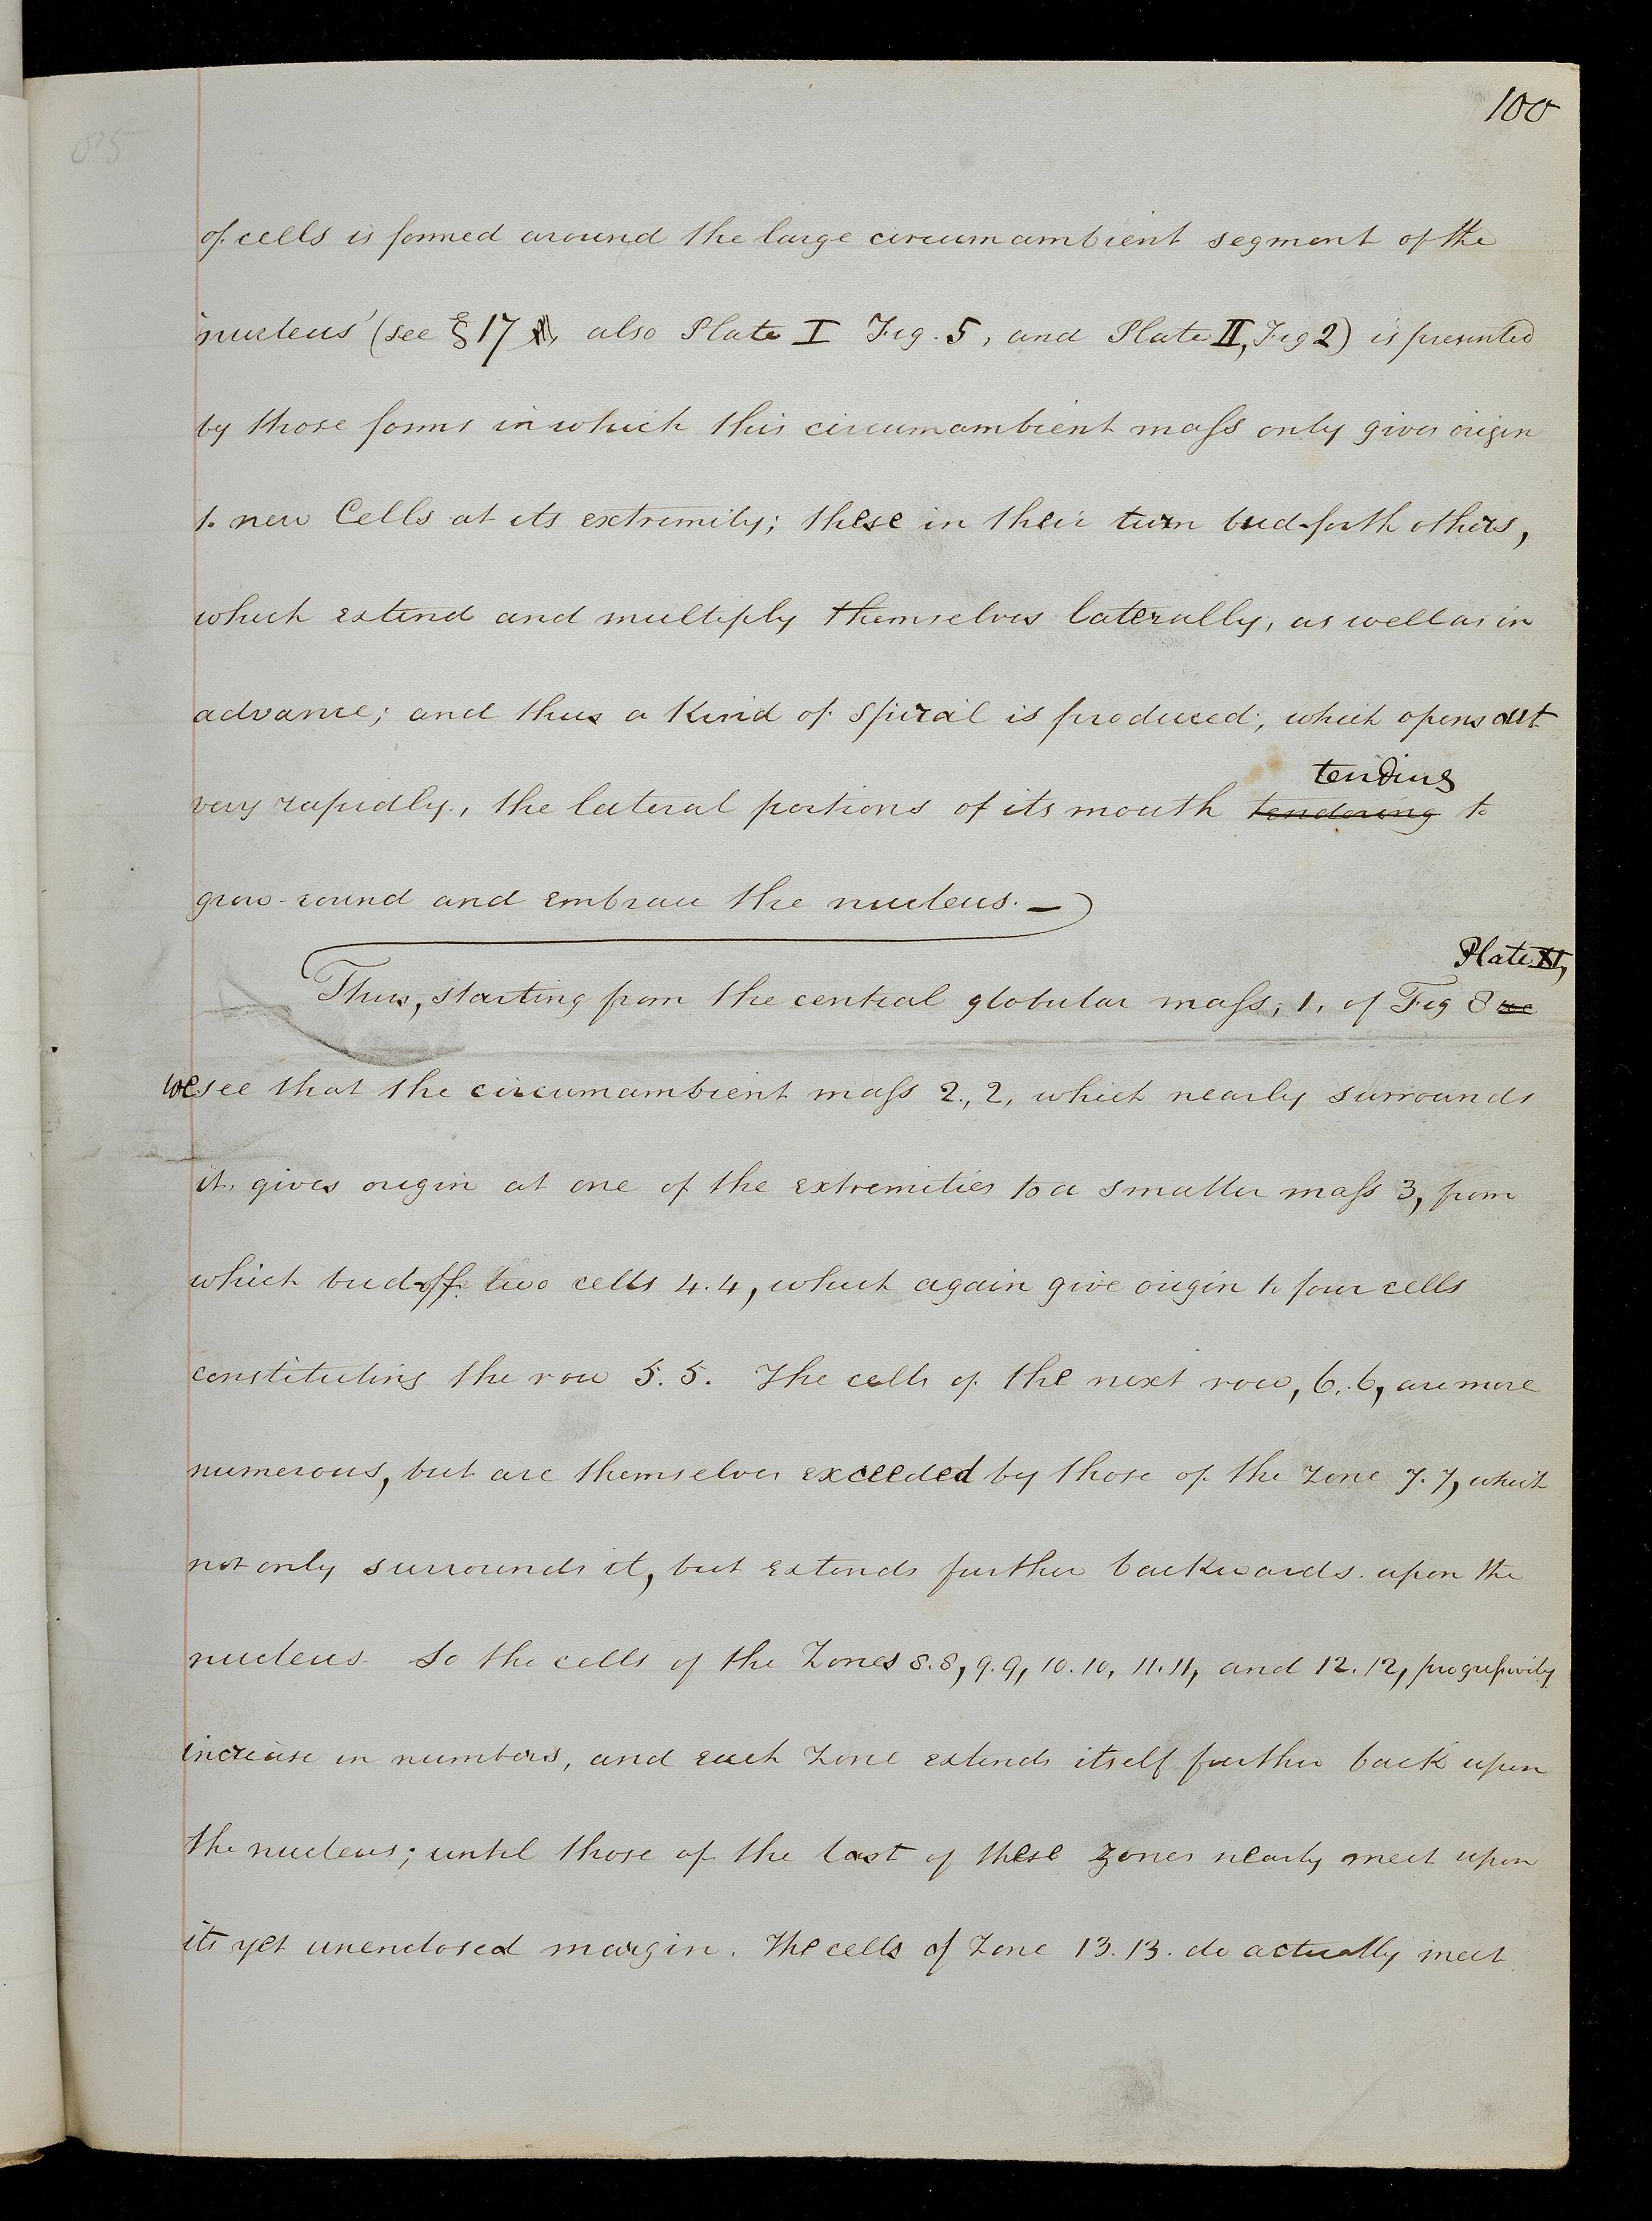 100
of cells is formed around the large circumambient segment of the
'nucleus' (see § 17, also Plate I Fig. 5, and Plate II, Fig 2) is presented
by those forms in which this circumambient maſs only gives origin
to new Cells at its extremity; these in their turn bud-forth others,
which extend and multiply themselves laterally, as well as in
advance; and thus a Kind of Spiral is produced, which opens out
tending
very rapidly, the lateral portions of its mouth tendering to
grow-round and embrace the nucleus. —
Plate XI,
Thus, starting from the central globular maſs, 1, of Fig 8 we
we see that the circumambient maſs 2., 2, which nearly surrounds
it, gives origin at one of the extremities to a smaller maſs 3, from
which bud-off two cells 4.4, which again give origin to four cells
constituting the row 5.5. The cells of the next row, 6..6, are more
numerous, but are themselves exceeded by those of the Zone 7.7, which
not only surrounds it, but extends further backwards upon the
nucleus. So the cells of the Zones 8.8, 9.9, 10.10, 11.11, and 12.12, progreſsively
increase in numbers, and each Zone extends itself further back upon
the nucleus; until those of the last of these zones nearly meet upon
its yet unenclosed margin. The cells of Zone 13.13. do actually meet